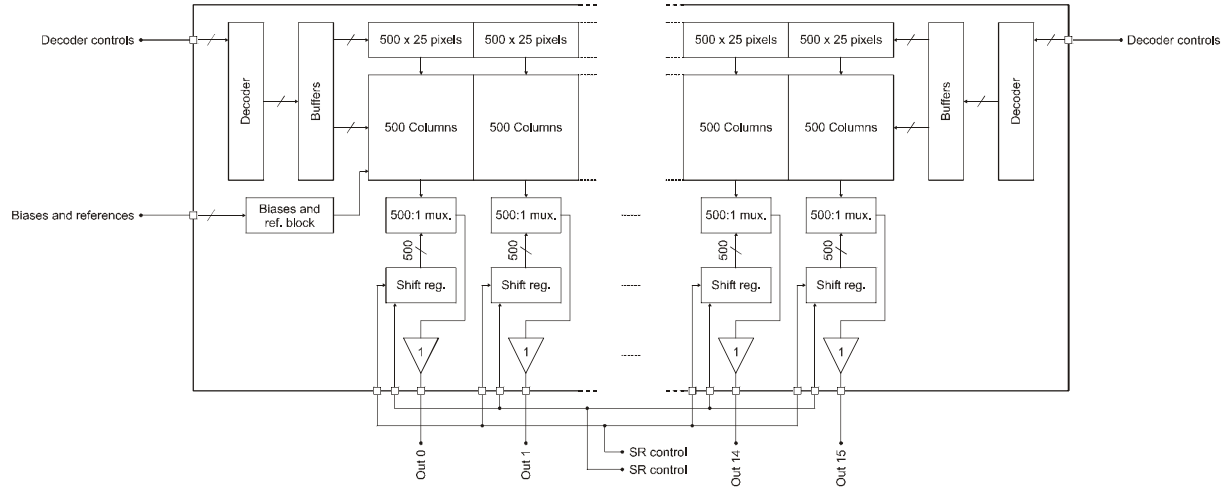 Decoder controls
Decoder
Buffers
500 x 25 pixels
500 x 25 pixels
500 x 25 pixels
500 x 25 pixels
Buffers
Decoder
Decoder controls
500 Columns
500 Columns
500 Columns
500 Columns
Biases and references
Biases and
ref. block
500:1 mux.
500:1 mux.
500:1 mux.
500:1 mux.
500
500
500
500
Shift reg.
Shift reg.
Shift reg.
Shift reg.
1
1
1
1
Out 0
Out 1
SR control
SR control
Out 14
Out 15